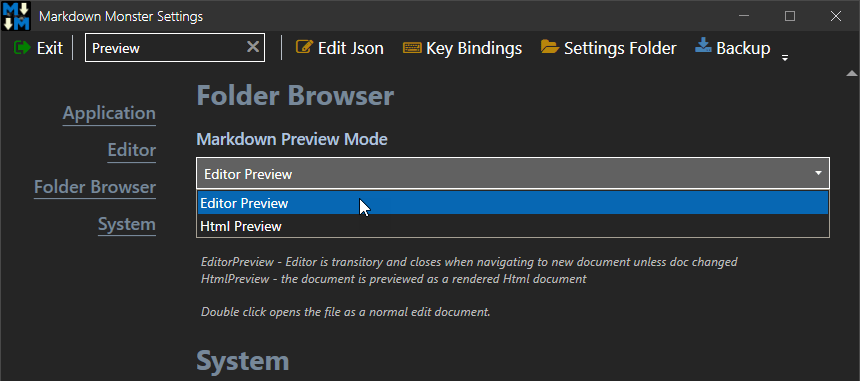 Markdown Monster Settings
Exit
Preview
Edit Json
Key Bindings
Settings Folder
Backup
Application
Editor
Folder Browser
System
Folder Browser
Markdown Preview Mode
Editor Preview
Editor Preview
Html Preview
EditorPreview - Editor is transitory and closes when navigating to new document unless doc changed
HtmlPreview - the document is previewed as a rendered Html document
Double click opens the file as a normal edit document.
System